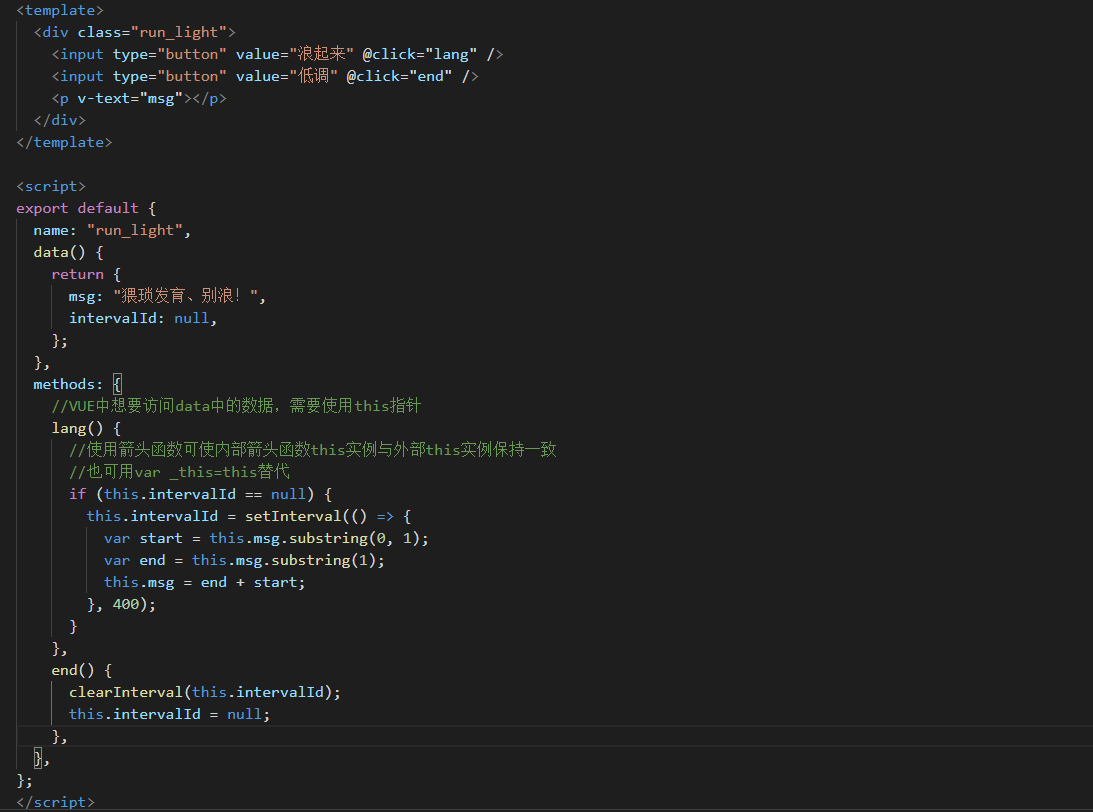 <template>
<div class="run_light">
<input type="button" value="浪起来" @click="lang" />
<input type="button" value="低调" @click="end" />
<p v-text="msg"></p>
</div>
</template>
<script>
export default {
name: "run_light",
data() {
return {
msg: "猥琐发育、别浪！",
intervalId: null,
};
},
methods: {
//VUE中想要访问data中的数据，需要使用this指针
lang() {
//使用箭头函数可使内部箭头函数this实例与外部this实例保持一致
//也可用var _this=this替代
if (this.intervalId == null) {
this.intervalId = setInterval(() => {
var start = this.msg.substring(0, 1);
var end = this.msg.substring(1);
this.msg = end + start;
}, 400);
}
},
end() {
clearInterval(this.intervalId);
this.intervalId = null;
},
},
};
</script>